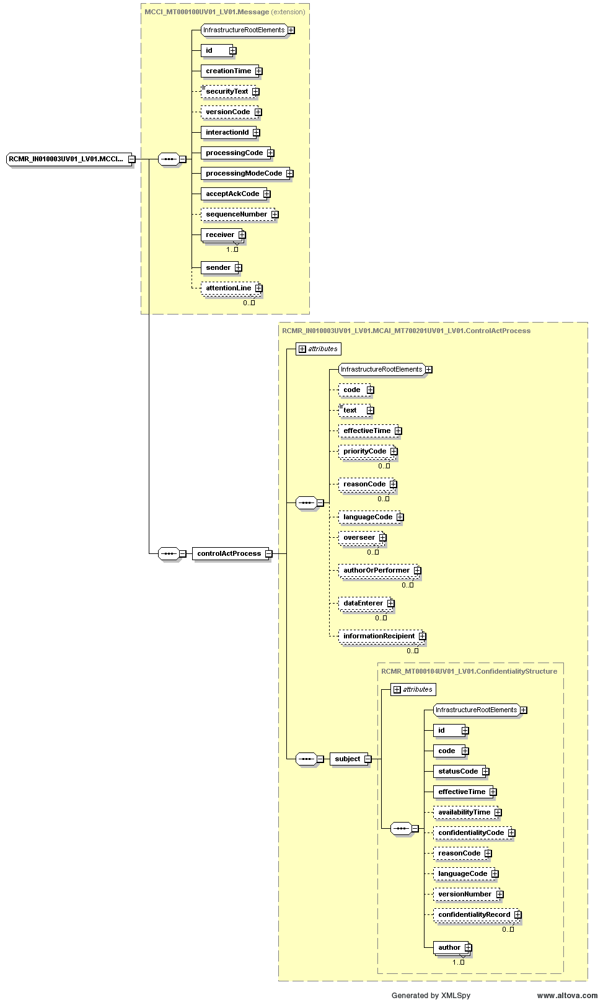 MCCI_MT000100UV01_LV01.Message (extension)
InfrastructureRootElements
id
creationTime
securityText
versionCode
interactionId
RCMR_IN010003UV01_LV01.MCCI...
processingCode
processingModeCode
acceptAckCode
sequenceNumber
receiver
1..
sender
attentionLine
0..
RCMR_IN010003UV01_LV01.MCAI_MT700201UV01_LV01.ControlActProcess
attributes
InfrastructureRootElements
code
text
effectiveTime
priorityCode
0..
reasonCode
0..
languageCode
overseer
0..
controlActProcess
authorOrPerformer
0..
dataEnterer
0..
informationRecipient
0..
RCMR_MT000104UV01_LV01.ConfidentialityStructure
attributes
InfrastructureRootElements
id
code
subject
statusCode
effectiveTime
availabilityTime
confidentialityCode
reasonCode
languageCode
versionNumber
confidentialityRecord
0..
author
1..
Generated by XMLSpy
www.altova.com